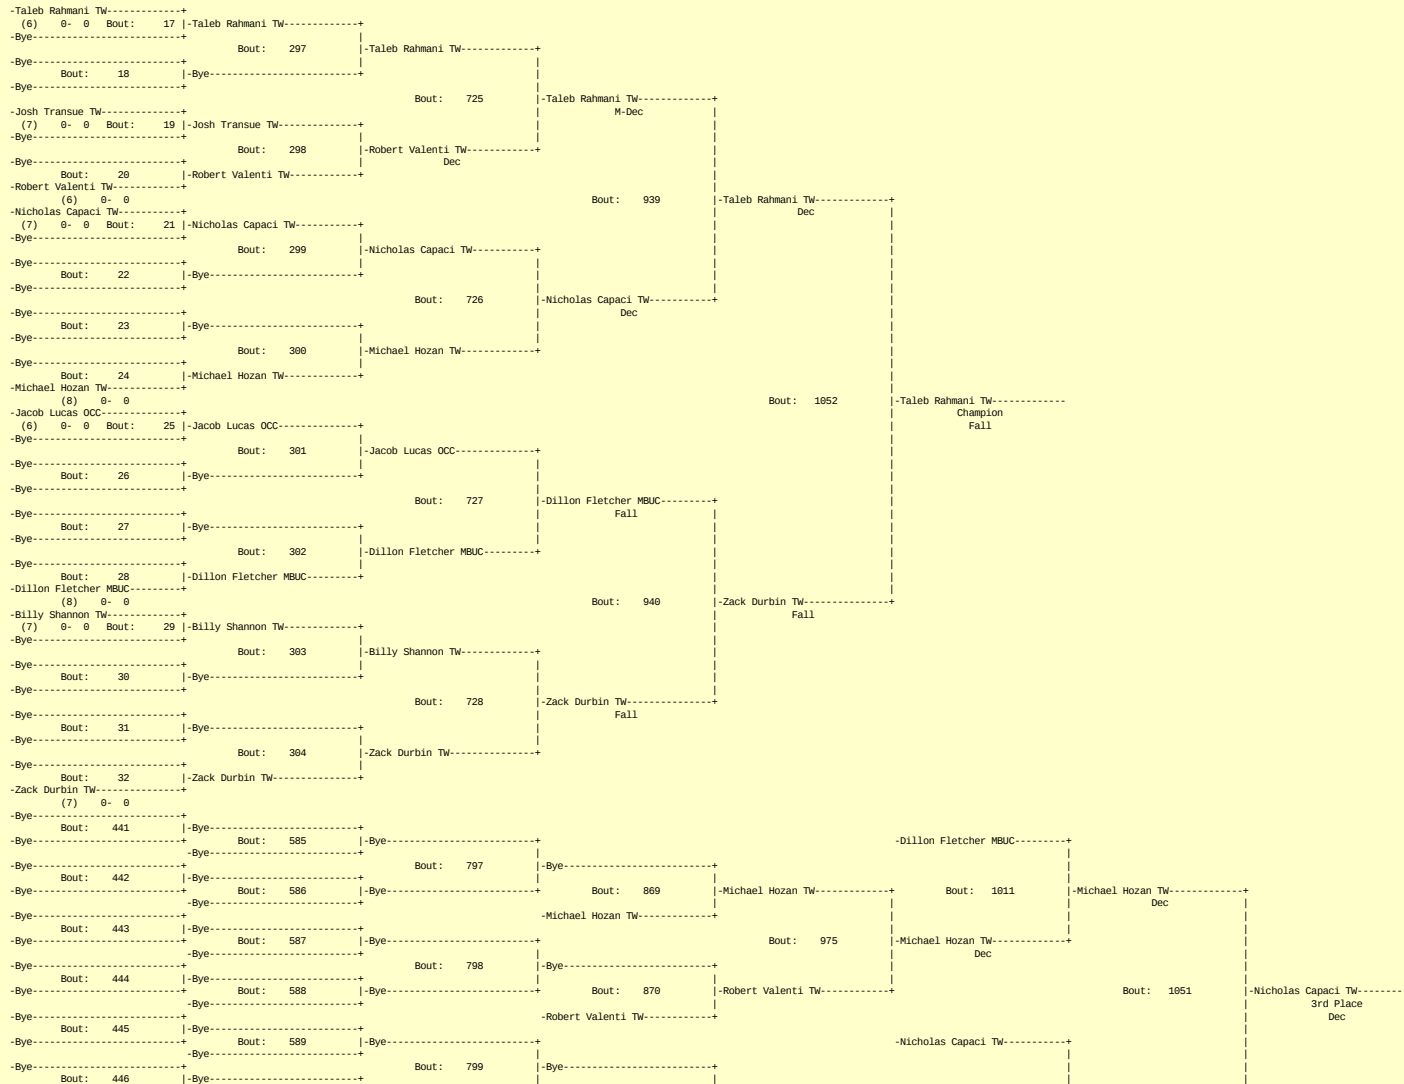 -Taleb Rahmani TW-------------+
(6) 0- 0 Bout: 17 |-Taleb Rahmani TW-------------+
-Bye--------------------------+ |
Bout: 297 |-Taleb Rahmani TW-------------+
-Bye--------------------------+ | |
Bout: 18 |-Bye--------------------------+ |
-Bye--------------------------+ |
Bout: 725 |-Taleb Rahmani TW-------------+
-Josh Transue TW--------------+ | M-Dec |
(7) 0- 0 Bout: 19 |-Josh Transue TW--------------+ | |
-Bye--------------------------+ | | |
Bout: 298 |-Robert Valenti TW------------+ |
-Bye--------------------------+ | Dec |
Bout: 20 |-Robert Valenti TW------------+ |
-Robert Valenti TW------------+ |
(6) 0- 0 Bout: 939 |-Taleb Rahmani TW-------------+
-Nicholas Capaci TW-----------+ | Dec |
(7) 0- 0 Bout: 21 |-Nicholas Capaci TW-----------+ | |
-Bye--------------------------+ | | |
Bout: 299 |-Nicholas Capaci TW-----------+ | |
-Bye--------------------------+ | | | |
Bout: 22 |-Bye--------------------------+ | | |
-Bye--------------------------+ | | |
Bout: 726 |-Nicholas Capaci TW-----------+ |
-Bye--------------------------+ | Dec |
Bout: 23 |-Bye--------------------------+ | |
-Bye--------------------------+ | | |
Bout: 300 |-Michael Hozan TW-------------+ |
-Bye--------------------------+ | |
Bout: 24 |-Michael Hozan TW-------------+ |
-Michael Hozan TW-------------+ |
(8) 0- 0 Bout: 1052 |-Taleb Rahmani TW-------------
-Jacob Lucas OCC--------------+ | Champion
(6) 0- 0 Bout: 25 |-Jacob Lucas OCC--------------+ | Fall
-Bye--------------------------+ | |
Bout: 301 |-Jacob Lucas OCC--------------+ |
-Bye--------------------------+ | | |
Bout: 26 |-Bye--------------------------+ | |
-Bye--------------------------+ | |
Bout: 727 |-Dillon Fletcher MBUC---------+ |
-Bye--------------------------+ | Fall | |
Bout: 27 |-Bye--------------------------+ | | |
-Bye--------------------------+ | | | |
Bout: 302 |-Dillon Fletcher MBUC---------+ | |
-Bye--------------------------+ | | |
Bout: 28 |-Dillon Fletcher MBUC---------+ | |
-Dillon Fletcher MBUC---------+ | |
(8) 0- 0 Bout: 940 |-Zack Durbin TW---------------+
-Billy Shannon TW-------------+ | Fall
(7) 0- 0 Bout: 29 |-Billy Shannon TW-------------+ |
-Bye--------------------------+ | |
Bout: 303 |-Billy Shannon TW-------------+ |
-Bye--------------------------+ | | |
Bout: 30 |-Bye--------------------------+ | |
-Bye--------------------------+ | |
Bout: 728 |-Zack Durbin TW---------------+
-Bye--------------------------+ | Fall
Bout: 31 |-Bye--------------------------+ |
-Bye--------------------------+ | |
Bout: 304 |-Zack Durbin TW---------------+
-Bye--------------------------+ |
Bout: 32 |-Zack Durbin TW---------------+
-Zack Durbin TW---------------+
(7) 0- 0
-Bye--------------------------+
Bout: 441 |-Bye--------------------------+
-Bye--------------------------+ Bout: 585 |-Bye--------------------------+ -Dillon Fletcher MBUC---------+
-Bye--------------------------+ | |
-Bye--------------------------+ Bout: 797 |-Bye--------------------------+ |
Bout: 442 |-Bye--------------------------+ | | |
-Bye--------------------------+ Bout: 586 |-Bye--------------------------+ Bout: 869 |-Michael Hozan TW-------------+ Bout: 1011 |-Michael Hozan TW-------------+
-Bye--------------------------+ | | | Dec |
-Bye--------------------------+ -Michael Hozan TW-------------+ | | |
Bout: 443 |-Bye--------------------------+ | | |
-Bye--------------------------+ Bout: 587 |-Bye--------------------------+ Bout: 975 |-Michael Hozan TW-------------+ |
-Bye--------------------------+ | | Dec |
-Bye--------------------------+ Bout: 798 |-Bye--------------------------+ | |
Bout: 444 |-Bye--------------------------+ | | | |
-Bye--------------------------+ Bout: 588 |-Bye--------------------------+ Bout: 870 |-Robert Valenti TW------------+ Bout: 1051 |-Nicholas Capaci TW--------
-Bye--------------------------+ | | 3rd Place
-Bye--------------------------+ -Robert Valenti TW------------+ | Dec
Bout: 445 |-Bye--------------------------+ |
-Bye--------------------------+ Bout: 589 |-Bye--------------------------+ -Nicholas Capaci TW-----------+ |
-Bye--------------------------+ | | |
-Bye--------------------------+ Bout: 799 |-Bye--------------------------+ | |
Bout: 446 |-Bye--------------------------+ | | | |